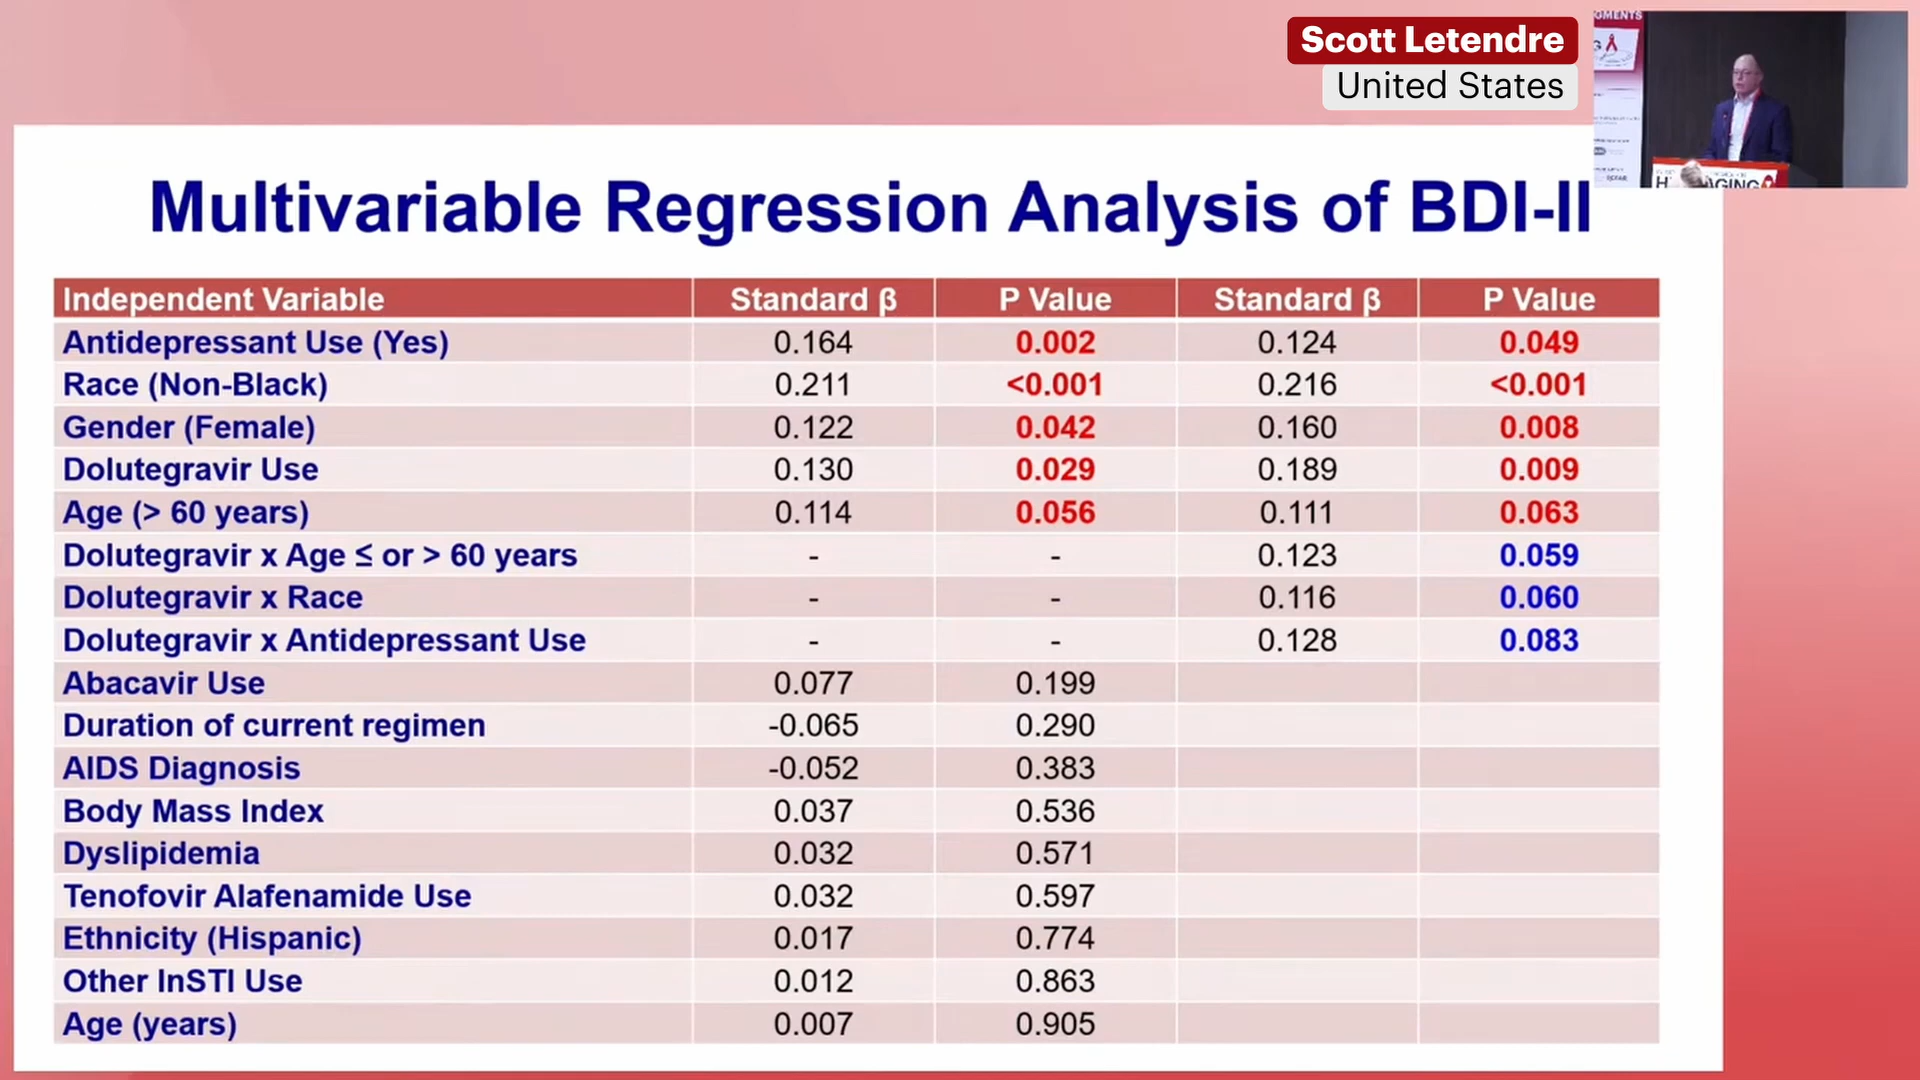 Scott Letendre
United States
OMENTS
Multivariable Regression Analysis of BDI-II
Independent Variable Standard β P Value Standard β P Value
Antidepressant Use (Yes) 0.164 0.002 0.124 0.049
Race (Non-Black) 0.211 <0.001 0.216 <0.001
Gender (Female) 0.122 0.042 0.160 0.008
Dolutegravir Use 0.130 0.029 0.189 0.009
Age (> 60 years) 0.114 0.056 0.111 0.063
Dolutegravir x Age ≤ or > 60 years - - 0.123 0.059
Dolutegravir x Race - - 0.116 0.060
Dolutegravir x Antidepressant Use - - 0.128 0.083
Abacavir Use 0.077 0.199
Duration of current regimen -0.065 0.290
AIDS Diagnosis -0.052 0.383
Body Mass Index 0.037 0.536
Dyslipidemia 0.032 0.571
Tenofovir Alafenamide Use 0.032 0.597
Ethnicity (Hispanic) 0.017 0.774
Other InSTI Use 0.012 0.863
Age (years) 0.007 0.905